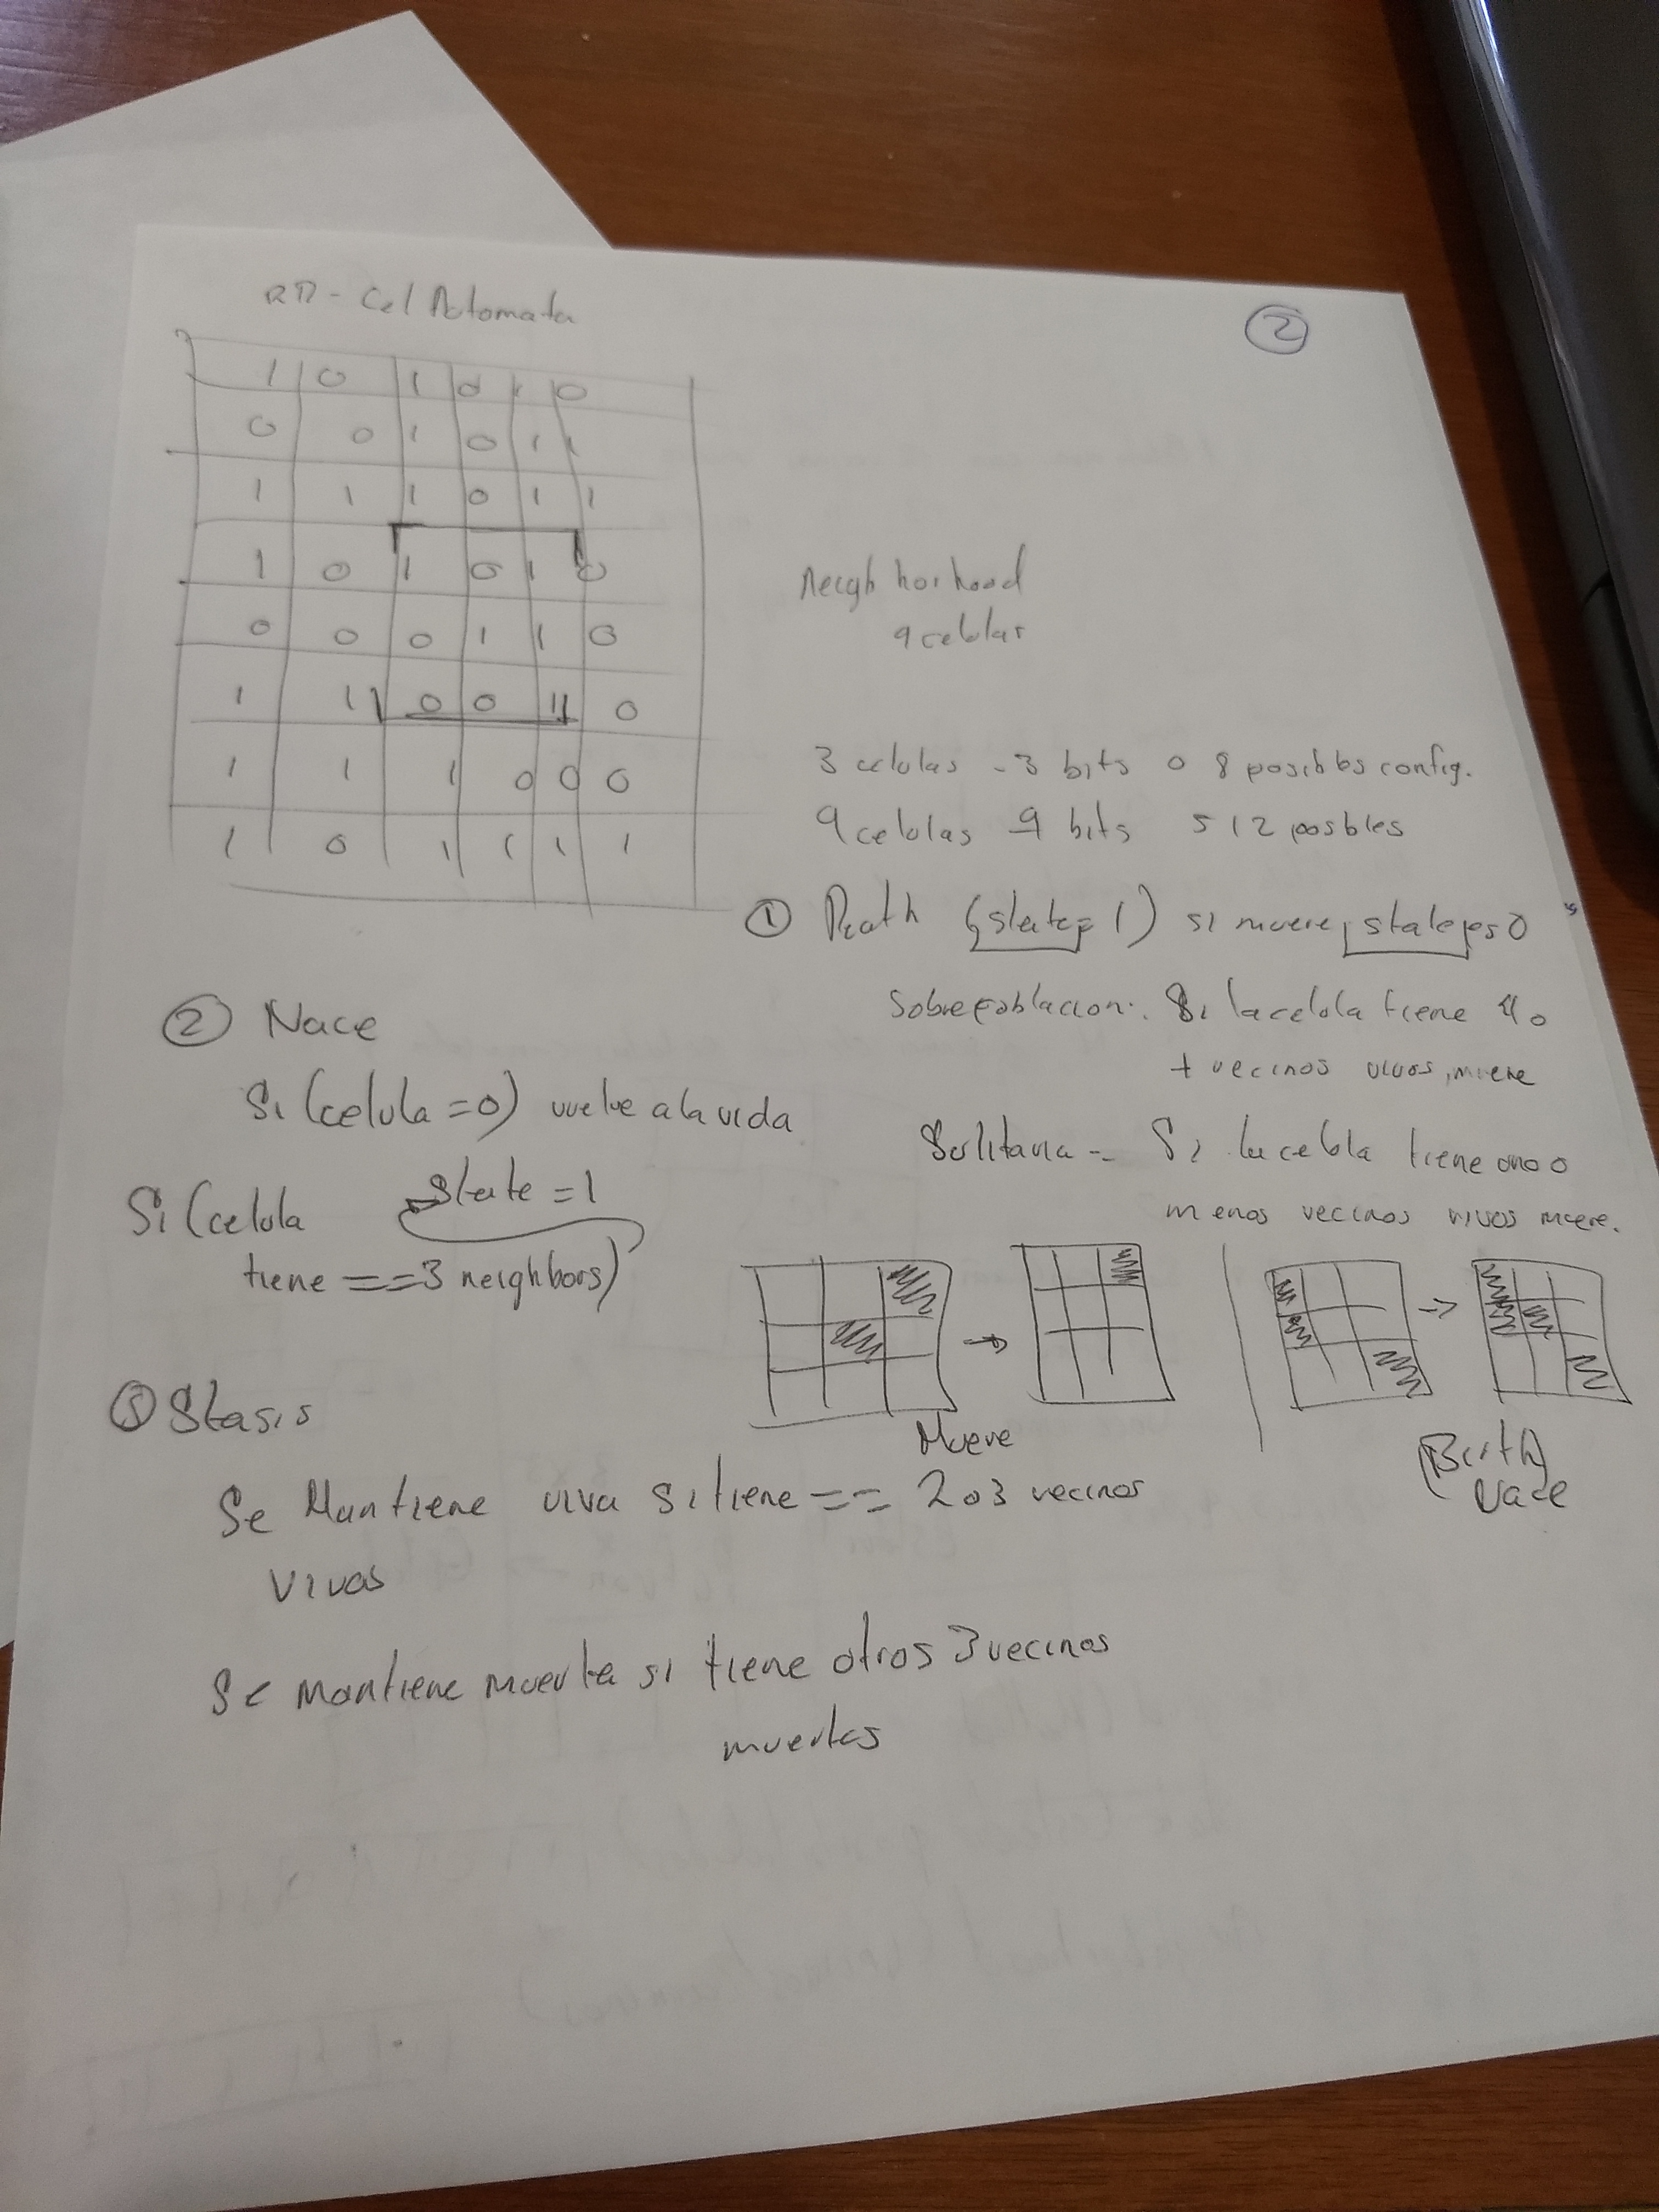 2D - Cel Automata
2
1 0 1 0 1 0
0 0 1 0 1 1
1 1 1 0 1 1
1 0 1 0 1 0
0 0 0 1 1 0
1 1 0 0 1 0
1 1 1 0 0 0
1 0 1 1 1 1
Neighborhood
9 celulas
3 celulas - 3 bits o 8 posibles config.
9 celulas 9 bits 512 posbles
① Death (state = 1) si muere, state es 0
Sobrepoblacion: Si la celula tiene 4 o
+ vecinos vivos, muere
Solitaria = Si la celula tiene uno o
menos vecinos vivos muere.
② Nace
Si (celula = 0) vuelve a la vida
Si (celula state = 1
tiene == 3 neighbors)
Muere
(Birth)
Nace
③ Stasis
Se Mantiene viva si tiene == 2 o 3 vecinos
vivos
Se mantiene muerta si tiene otros 3 vecinos
muertos